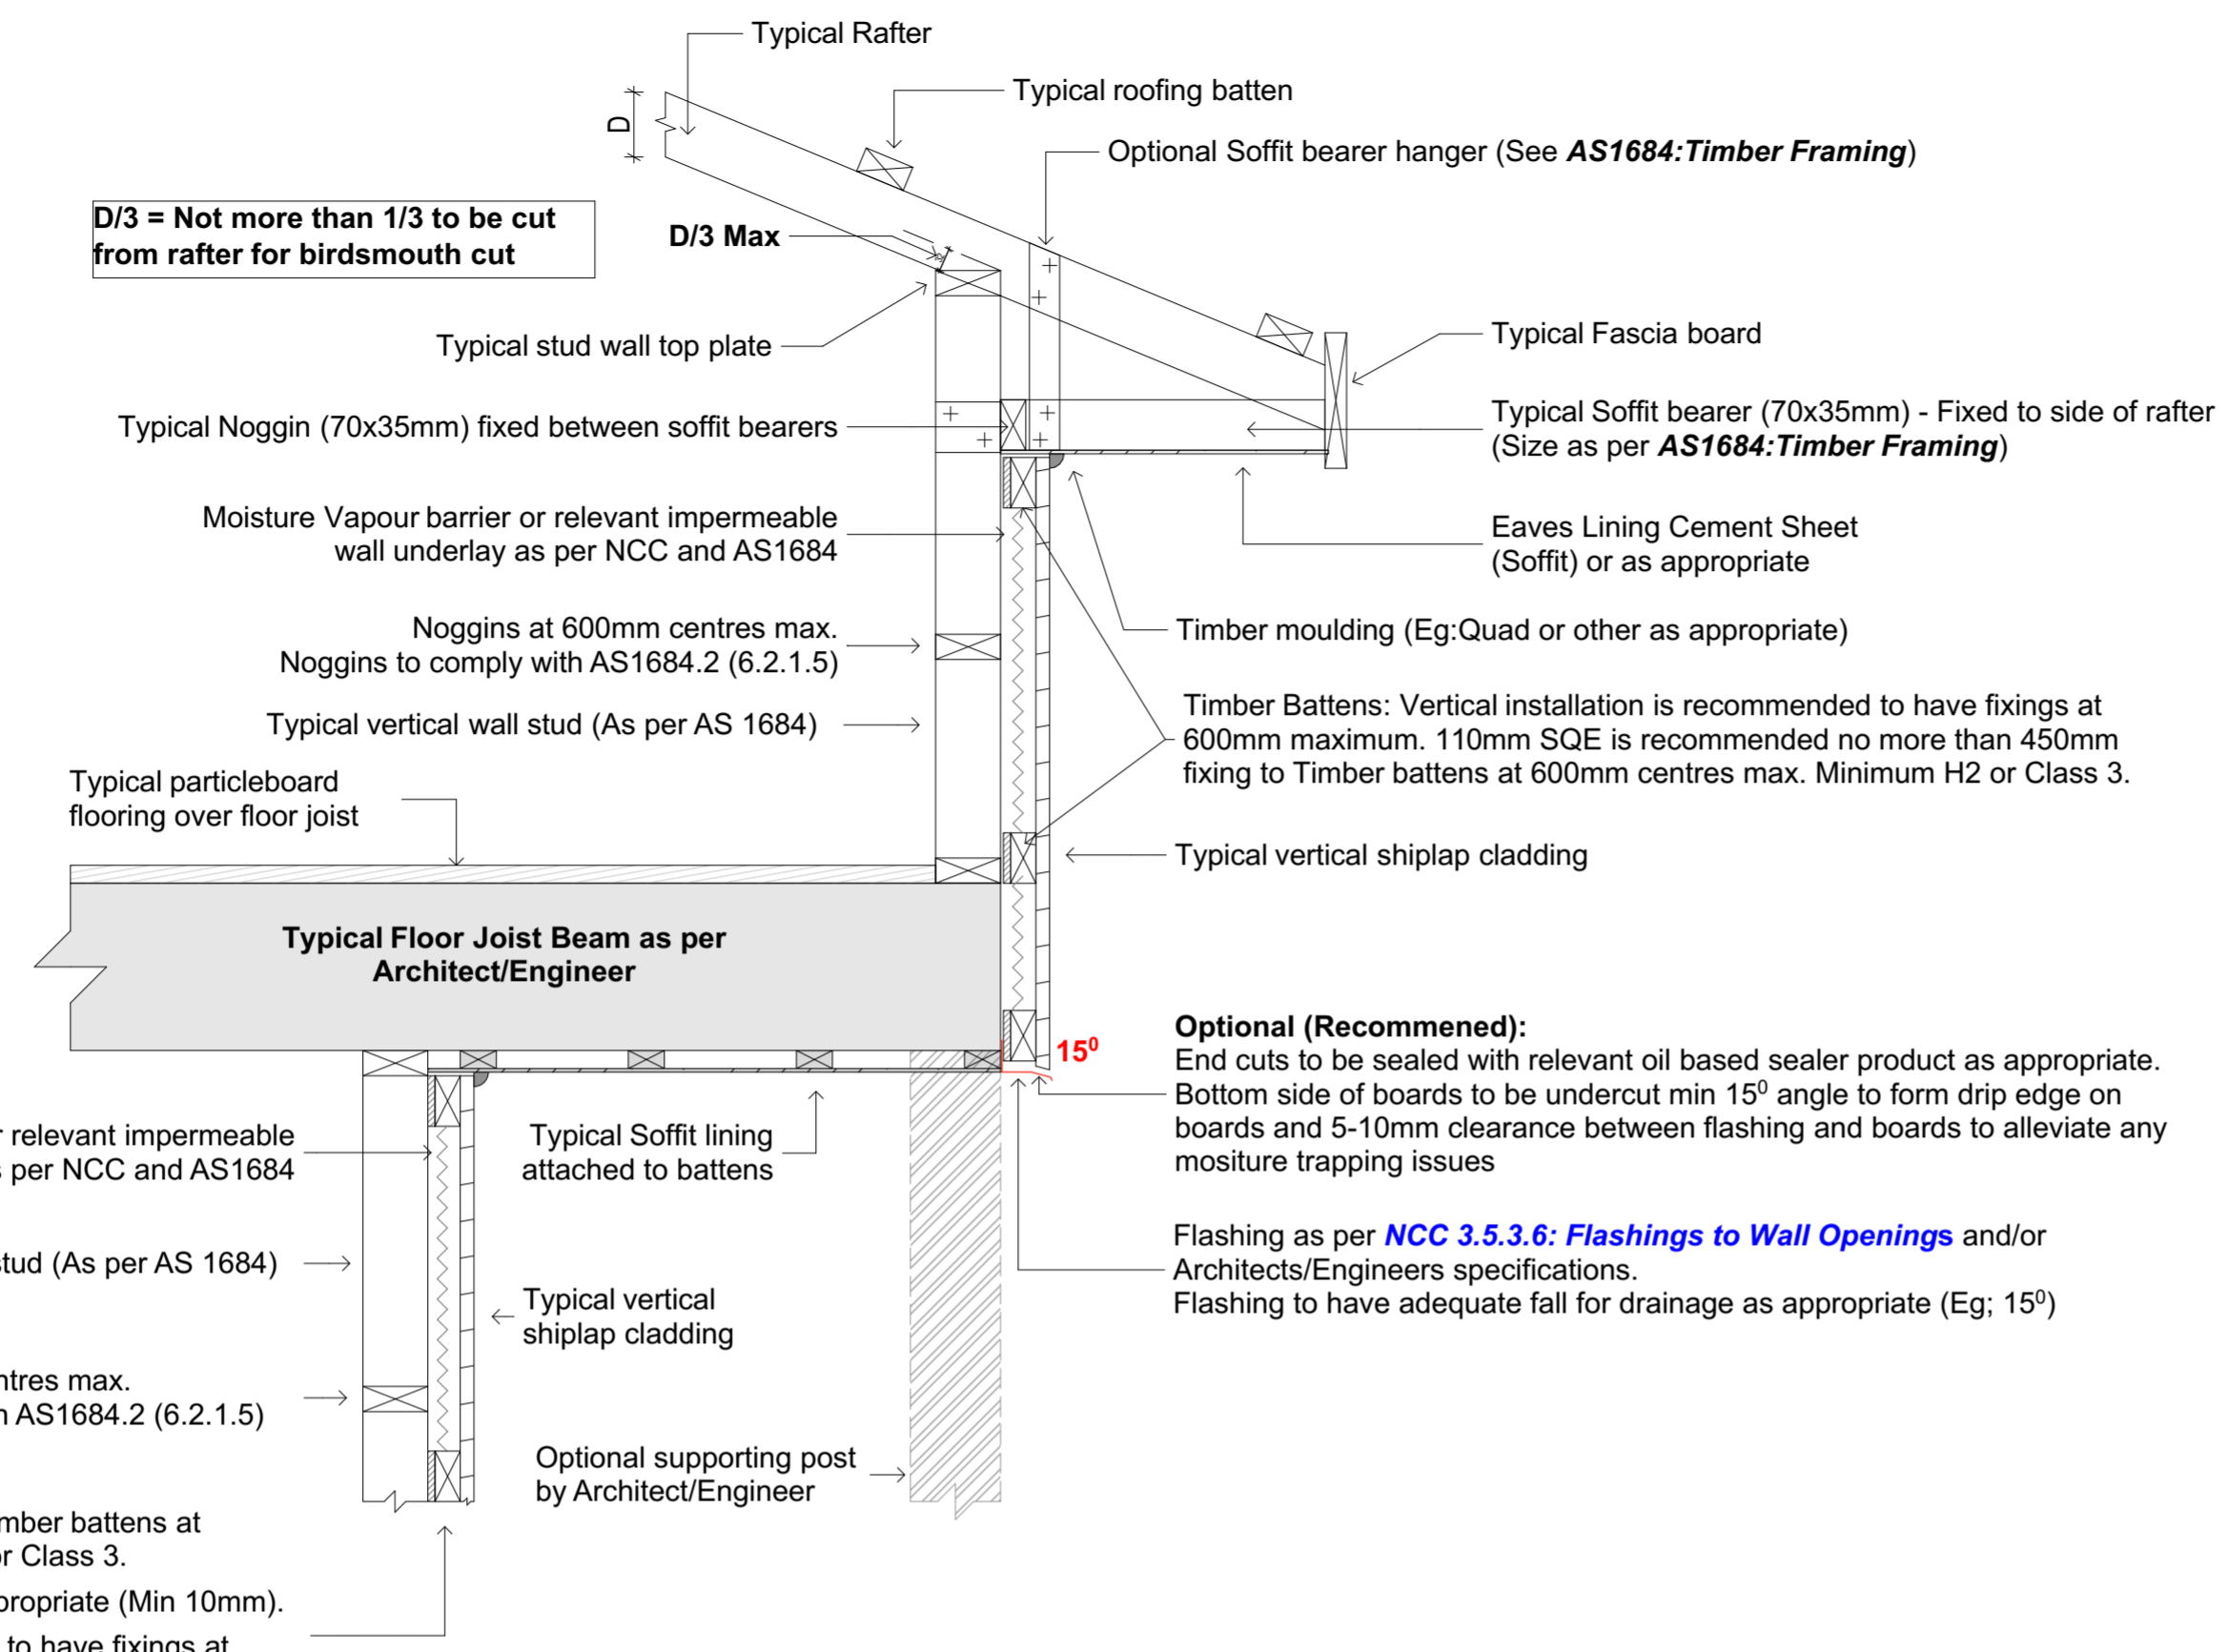 Typical Rafter
Typical roofing batten
D
Optional Soffit bearer hanger (See AS1684:Timber Framing)
D/3 = Not more than 1/3 to be cut
from rafter for birdsmouth cut
D/3 Max
Typical stud wall top plate
Typical Fascia board
Typical Noggin (70x35mm) fixed between soffit bearers
Typical Soffit bearer (70x35mm) - Fixed to side of rafter
(Size as per AS1684:Timber Framing)
Moisture Vapour barrier or relevant impermeable
wall underlay as per NCC and AS1684
Eaves Lining Cement Sheet
(Soffit) or as appropriate
Noggins at 600mm centres max.
Noggins to comply with AS1684.2 (6.2.1.5)
Timber moulding (Eg:Quad or other as appropriate)
Typical vertical wall stud (As per AS 1684)
Timber Battens: Vertical installation is recommended to have fixings at
600mm maximum. 110mm SQE is recommended no more than 450mm
fixing to Timber battens at 600mm centres max. Minimum H2 or Class 3.
Typical particleboard
flooring over floor joist
Typical vertical shiplap cladding
Typical Floor Joist Beam as per
Architect/Engineer
15⁰
Optional (Recommened):
End cuts to be sealed with relevant oil based sealer product as appropriate.
Bottom side of boards to be undercut min 15⁰ angle to form drip edge on
boards and 5-10mm clearance between flashing and boards to alleviate any
mositure trapping issues
relevant impermeable
per NCC and AS1684
Typical Soffit lining
attached to battens
Flashing as per NCC 3.5.3.6: Flashings to Wall Openings and/or
Architects/Engineers specifications.
Flashing to have adequate fall for drainage as appropriate (Eg; 15⁰)
stud (As per AS 1684)
Typical vertical
shiplap cladding
ntres max.
AS1684.2 (6.2.1.5)
Optional supporting post
by Architect/Engineer
mber battens at
or Class 3.
propriate (Min 10mm).
to have fixings at